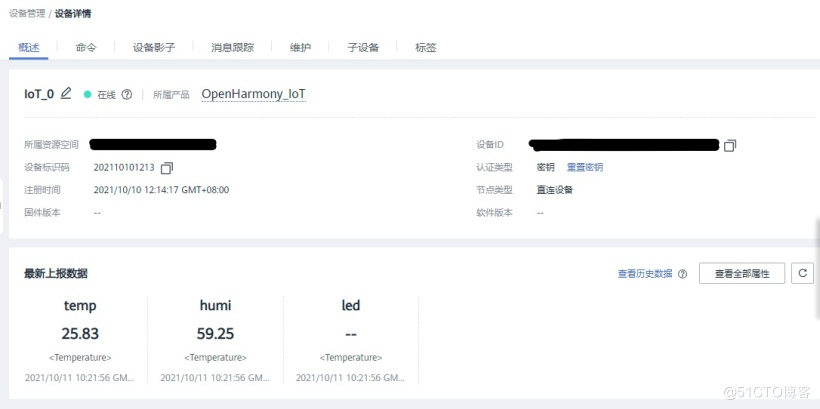 设备管理 / 设备详情
概述 命令 设备影子 消息跟踪 维护 子设备 标签
IoT_0 在线 所属产品 OpenHarmony_IoT
所属资源空间 设备ID
设备标识码 202110101213 认证类型 密钥 重置密钥
注册时间 2021/10/10 12:14:17 GMT+08:00 节点类型 直连设备
固件版本 -- 软件版本 --
最新上报数据 查看历史数据 查看全部属性
temp humi led
25.83 59.25 --
<Temperature> <Temperature> <Temperature>
2021/10/11 10:21:56 GM... 2021/10/11 10:21:56 GM... 2021/10/11 10:21:56 GM...
@51CTO博客